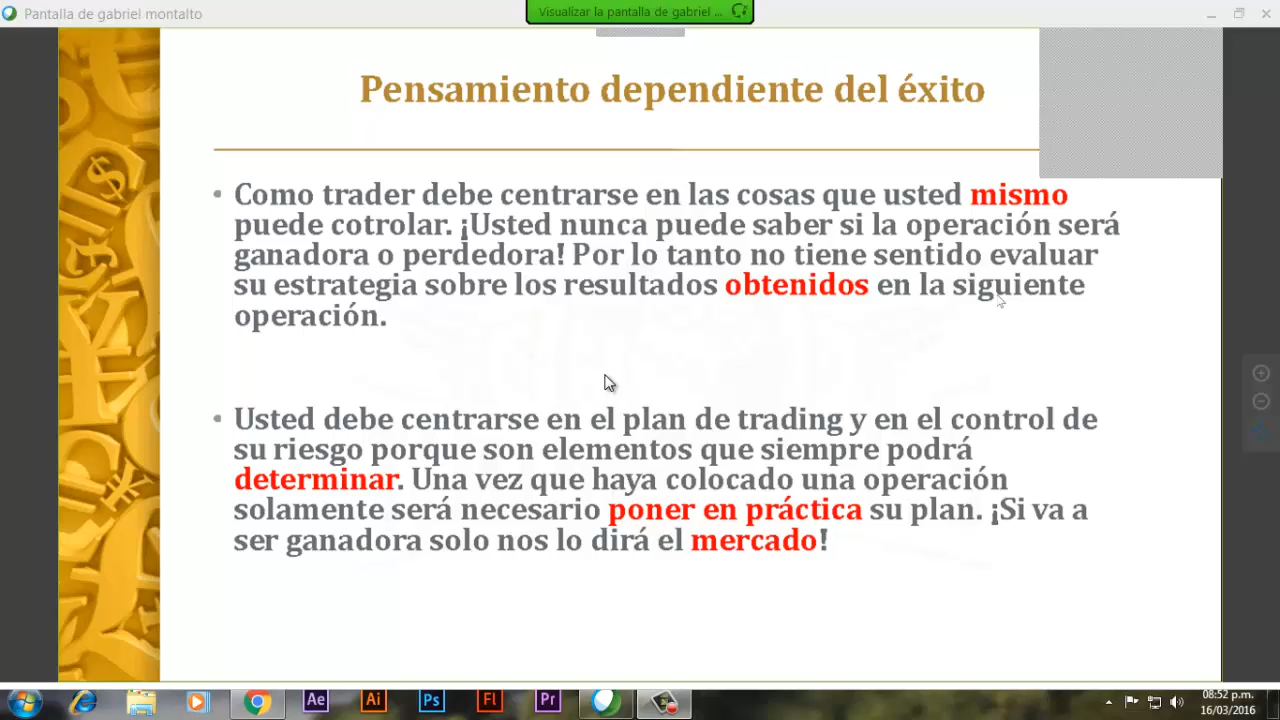 Pantalla de gabriel montalto
Visualizar la pantalla de gabriel ...
Pensamiento dependiente del éxito
• Como trader debe centrarse en las cosas que usted mismo
puede cotrolar. ¡Usted nunca puede saber si la operación será
ganadora o perdedora! Por lo tanto no tiene sentido evaluar
su estrategia sobre los resultados obtenidos en la siguiente
operación.
• Usted debe centrarse en el plan de trading y en el control de
su riesgo porque son elementos que siempre podrá
determinar. Una vez que haya colocado una operación
solamente será necesario poner en práctica su plan. ¡Si va a
ser ganadora solo nos lo dirá el mercado!
Ae Ai Ps Fl Pr
08:52 p.m.
16/03/2016